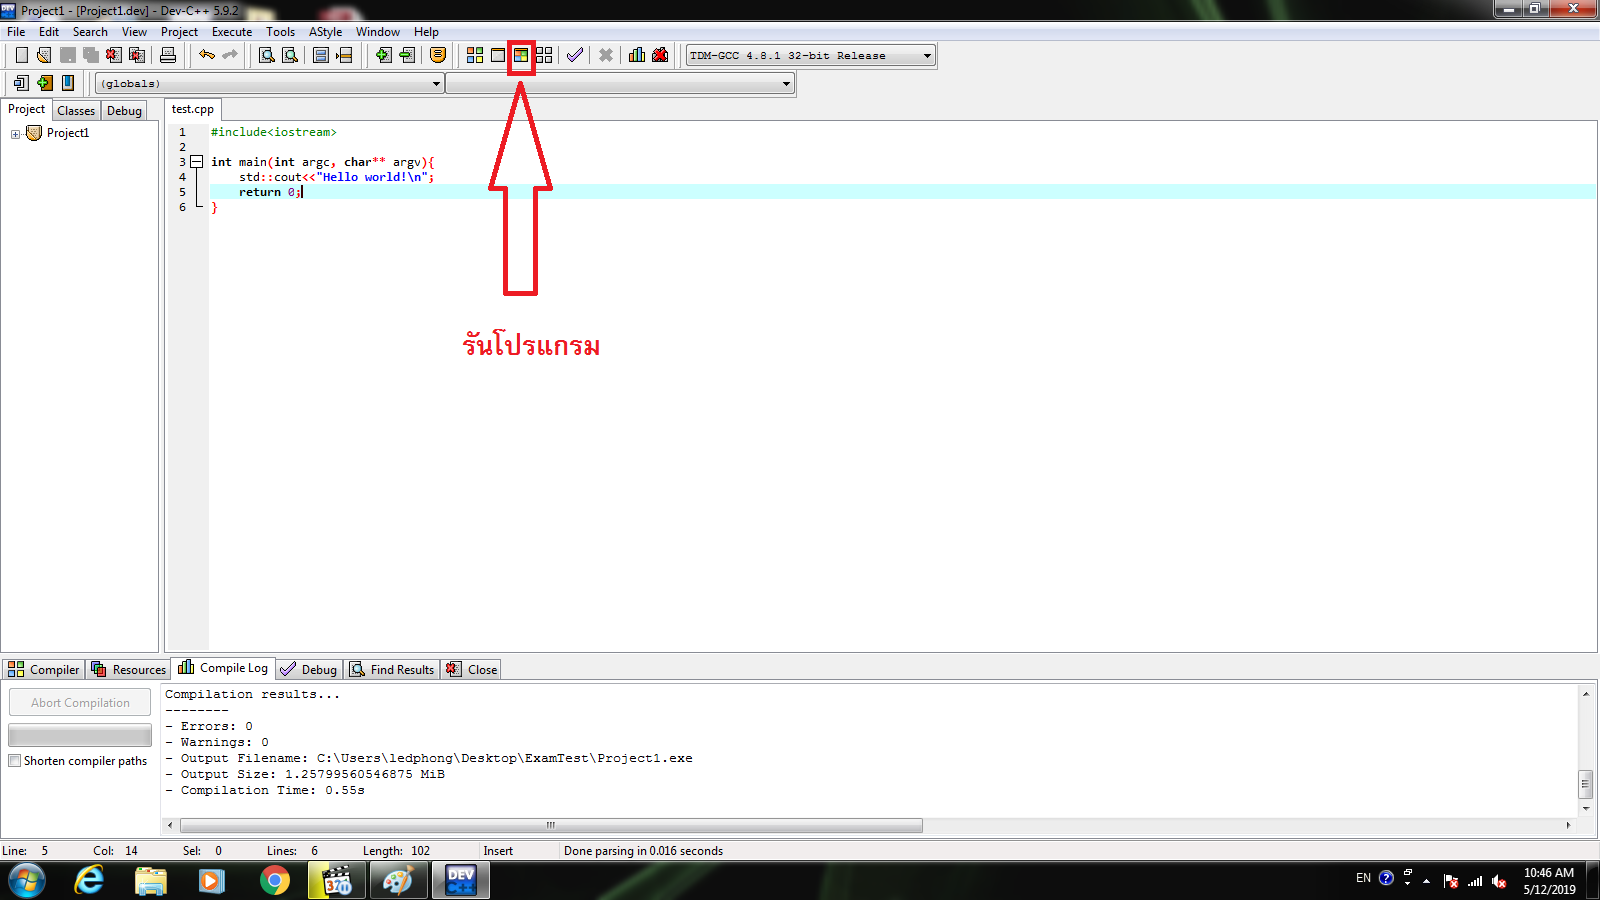 Project1 - [Project1.dev] - Dev-C++ 5.9.2
File Edit Search View Project Execute Tools AStyle Window Help
TDM-GCC 4.8.1 32-bit Release
(globals)
Project Classes Debug
Project1
test.cpp
1 #include<iostream>
2
3 int main(int argc, char** argv){
4 std::cout<<"Hello world!\n";
5 return 0;
6 }
รันโปรแกรม
Compiler Resources Compile Log Debug Find Results Close
Abort Compilation
Shorten compiler paths
Compilation results...
--------
- Errors: 0
- Warnings: 0
- Output Filename: C:\Users\ledphong\Desktop\ExamTest\Project1.exe
- Output Size: 1.25799560546875 MiB
- Compilation Time: 0.55s
Line: 5 Col: 14 Sel: 0 Lines: 6 Length: 102 Insert Done parsing in 0.016 seconds
DEV C++
EN
10:46 AM
5/12/2019